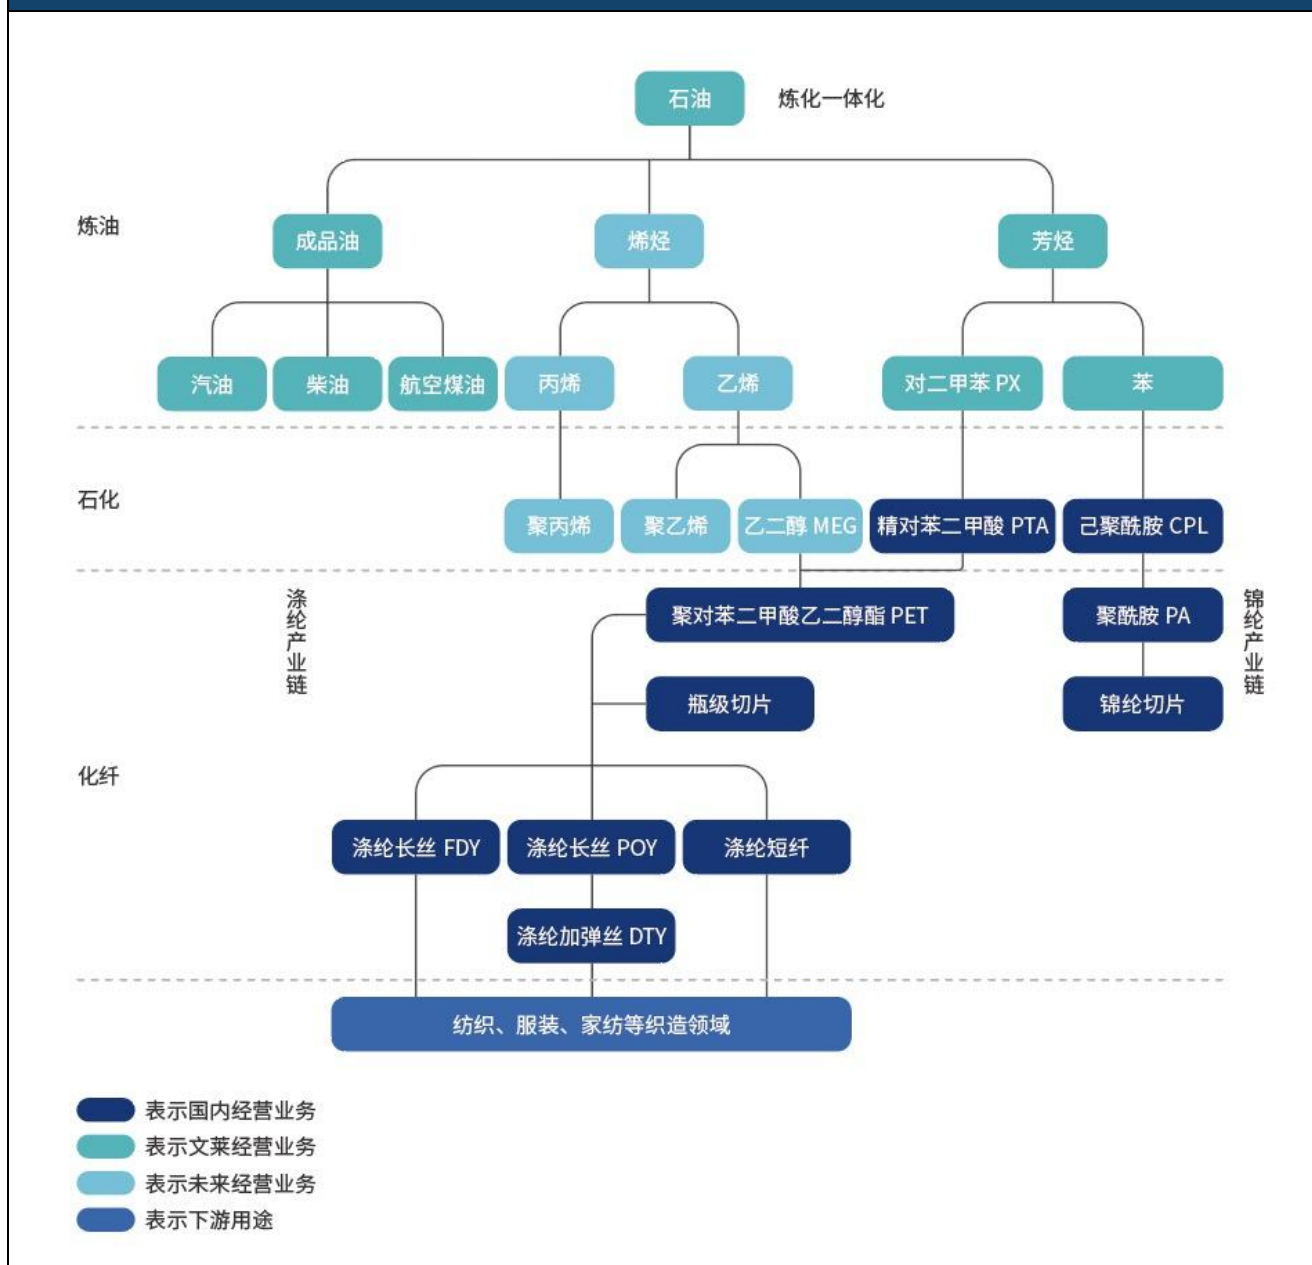 石油
炼化一体化
炼油
成品油
烯烃
芳烃
汽油
柴油
航空煤油
丙烯
乙烯
对二甲苯 PX
苯
石化
聚丙烯
聚乙烯
乙二醇 MEG
精对苯二甲酸 PTA
己聚酰胺 CPL
涤纶产业链
聚对苯二甲酸乙二醇酯 PET
聚酰胺 PA
锦纶产业链
瓶级切片
锦纶切片
化纤
涤纶长丝 FDY
涤纶长丝 POY
涤纶短纤
涤纶加弹丝 DTY
纺织、服装、家纺等织造领域
表示国内经营业务
表示文莱经营业务
表示未来经营业务
表示下游用途